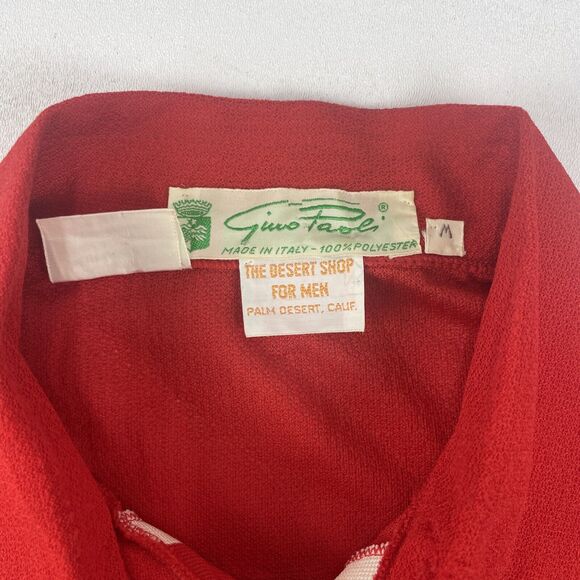 Gino Paoli ®
MADE IN ITALY - 100% POLYESTER
M
THE DESERT SHOP
FOR MEN
PALM DESERT, CALIF.